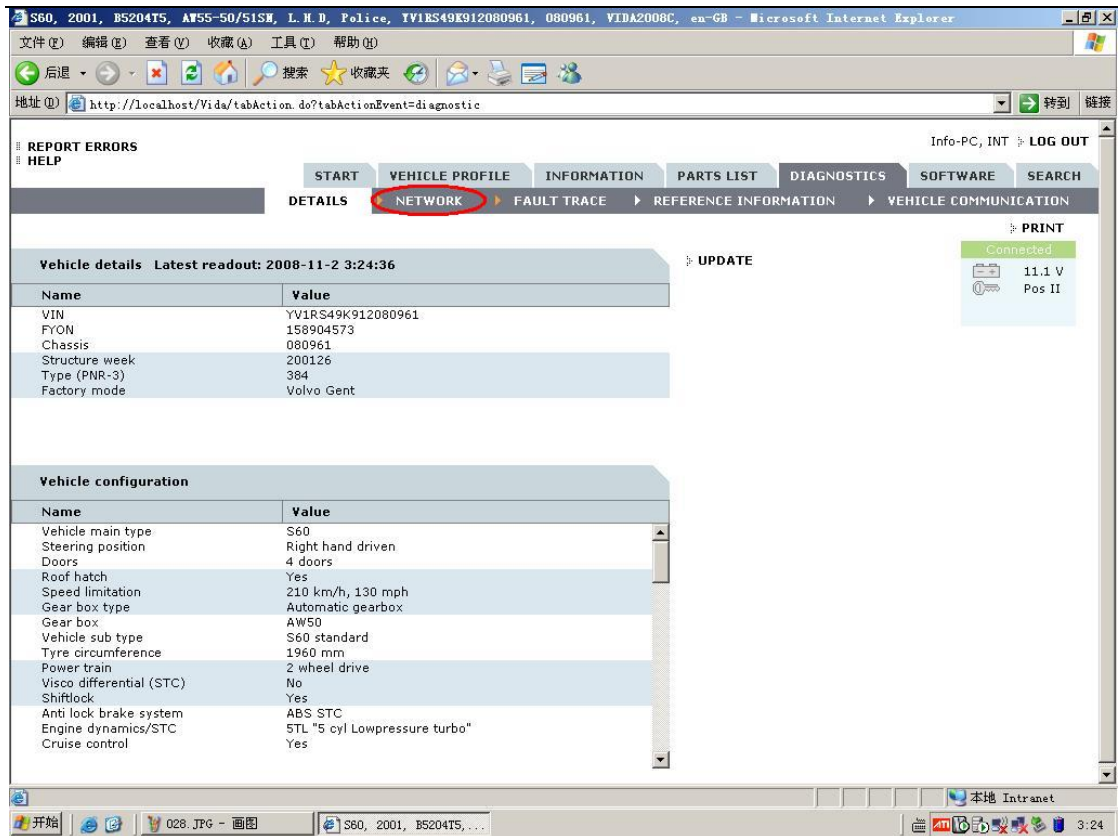 S60, 2001, B5204T5, AW55-50/51SN, L.H.D, Police, YV1RS49K912080961, 080961, VIDA2008C, en-GB - Microsoft Internet Explorer
文件(F) 编辑(E) 查看(V) 收藏(A) 工具(T) 帮助(H)
后退 搜索 收藏夹
地址(D) http://localhost/Vida/tabAction.do?tabActionEvent=diagnostic 转到 链接
REPORT ERRORS
HELP
Info-PC, INT LOG OUT
START VEHICLE PROFILE INFORMATION PARTS LIST DIAGNOSTICS SOFTWARE SEARCH
DETAILS NETWORK FAULT TRACE REFERENCE INFORMATION VEHICLE COMMUNICATION
PRINT
Vehicle details Latest readout: 2008-11-2 3:24:36
UPDATE
Connected
11.1 V
Pos II
Name Value
VIN YV1RS49K912080961
FYON 158904573
Chassis 080961
Structure week 200126
Type (PNR-3) 384
Factory mode Volvo Gent
Vehicle configuration
Name Value
Vehicle main type S60
Steering position Right hand driven
Doors 4 doors
Roof hatch Yes
Speed limitation 210 km/h, 130 mph
Gear box type Automatic gearbox
Gear box AW50
Vehicle sub type S60 standard
Tyre circumference 1960 mm
Power train 2 wheel drive
Visco differential (STC) No
Shiftlock Yes
Anti lock brake system ABS STC
Engine dynamics/STC 5TL "5 cyl Lowpressure turbo"
Cruise control Yes
本地 Intranet
开始 028.JPG - 画图 S60, 2001, B5204T5,... 3:24